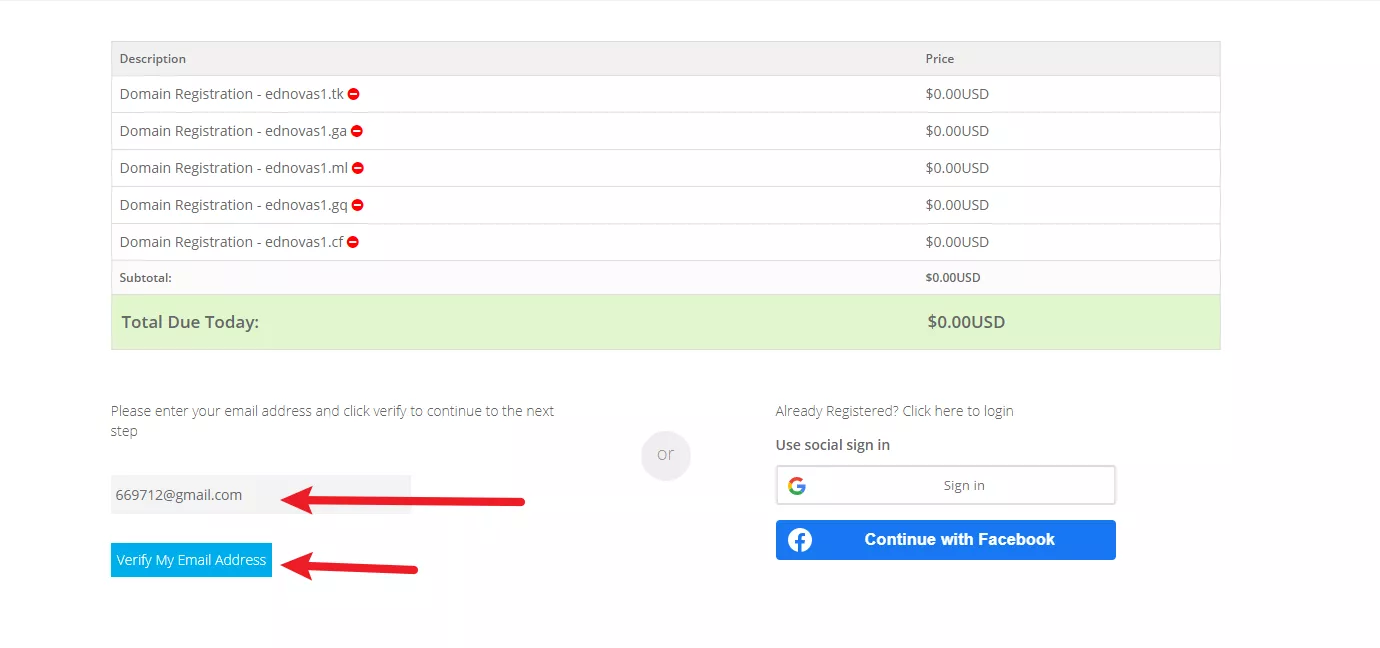 Description Price
Domain Registration - ednovas1.tk $0.00USD
Domain Registration - ednovas1.ga $0.00USD
Domain Registration - ednovas1.ml $0.00USD
Domain Registration - ednovas1.gq $0.00USD
Domain Registration - ednovas1.cf $0.00USD
Subtotal: $0.00USD
Total Due Today: $0.00USD
Please enter your email address and click verify to continue to the next
step
669712@gmail.com
Verify My Email Address
or
Already Registered? Click here to login
Use social sign in
Sign in
Continue with Facebook